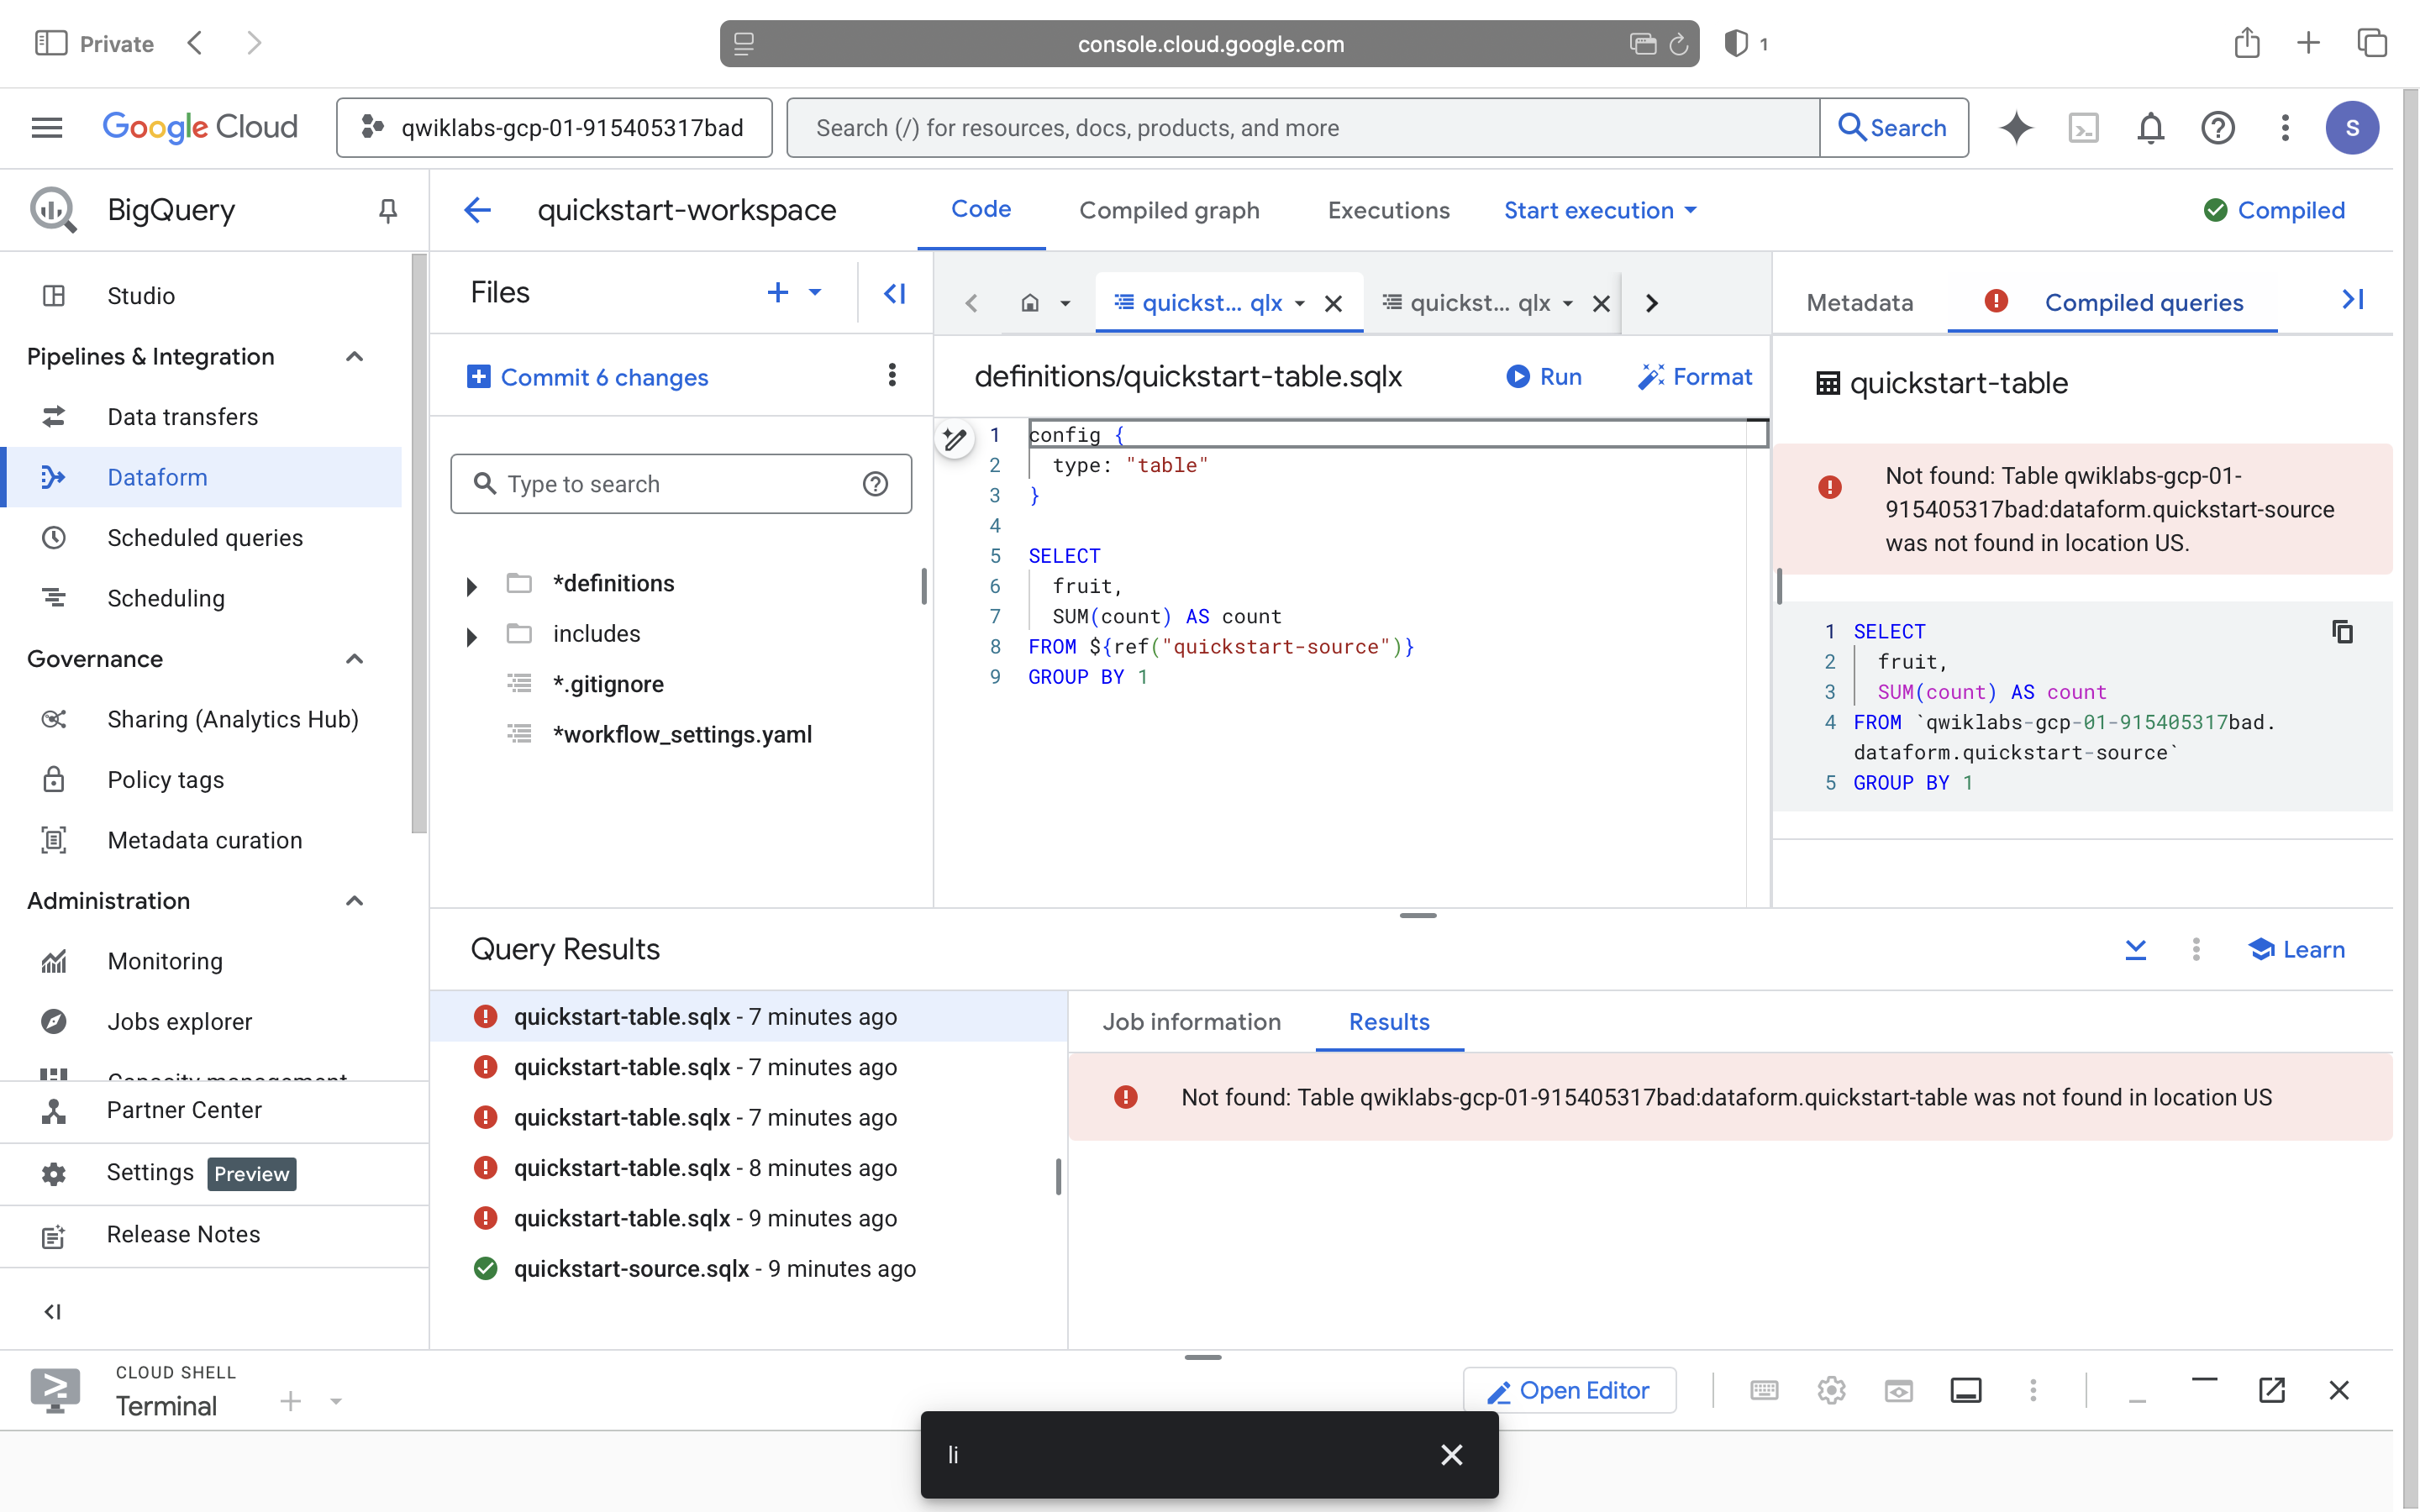 Private
console.cloud.google.com
1
Google Cloud
qwiklabs-gcp-01-915405317bad
Search (/) for resources, docs, products, and more
Search
S
BigQuery
quickstart-workspace
Code
Compiled graph
Executions
Start execution
Compiled
Studio
Pipelines & Integration
Data transfers
Dataform
Scheduled queries
Scheduling
Governance
Sharing (Analytics Hub)
Policy tags
Metadata curation
Administration
Monitoring
Jobs explorer
Capacity management
Partner Center
Settings Preview
Release Notes
Files
Commit 6 changes
Type to search
*definitions
includes
*.gitignore
*workflow_settings.yaml
quickst... qlx
quickst... qlx
definitions/quickstart-table.sqlx
Run
Format
1 config {
2 type: "table"
3 }
4
5 SELECT
6 fruit,
7 SUM(count) AS count
8 FROM ${ref("quickstart-source")}
9 GROUP BY 1
Metadata
Compiled queries
quickstart-table
Not found: Table qwiklabs-gcp-01-
915405317bad:dataform.quickstart-source
was not found in location US.
1 SELECT
2 fruit,
3 SUM(count) AS count
4 FROM `qwiklabs-gcp-01-915405317bad.
dataform.quickstart-source`
5 GROUP BY 1
Query Results
Learn
quickstart-table.sqlx - 7 minutes ago
quickstart-table.sqlx - 7 minutes ago
quickstart-table.sqlx - 7 minutes ago
quickstart-table.sqlx - 8 minutes ago
quickstart-table.sqlx - 9 minutes ago
quickstart-source.sqlx - 9 minutes ago
Job information
Results
Not found: Table qwiklabs-gcp-01-915405317bad:dataform.quickstart-table was not found in location US
CLOUD SHELL
Terminal
Open Editor
li